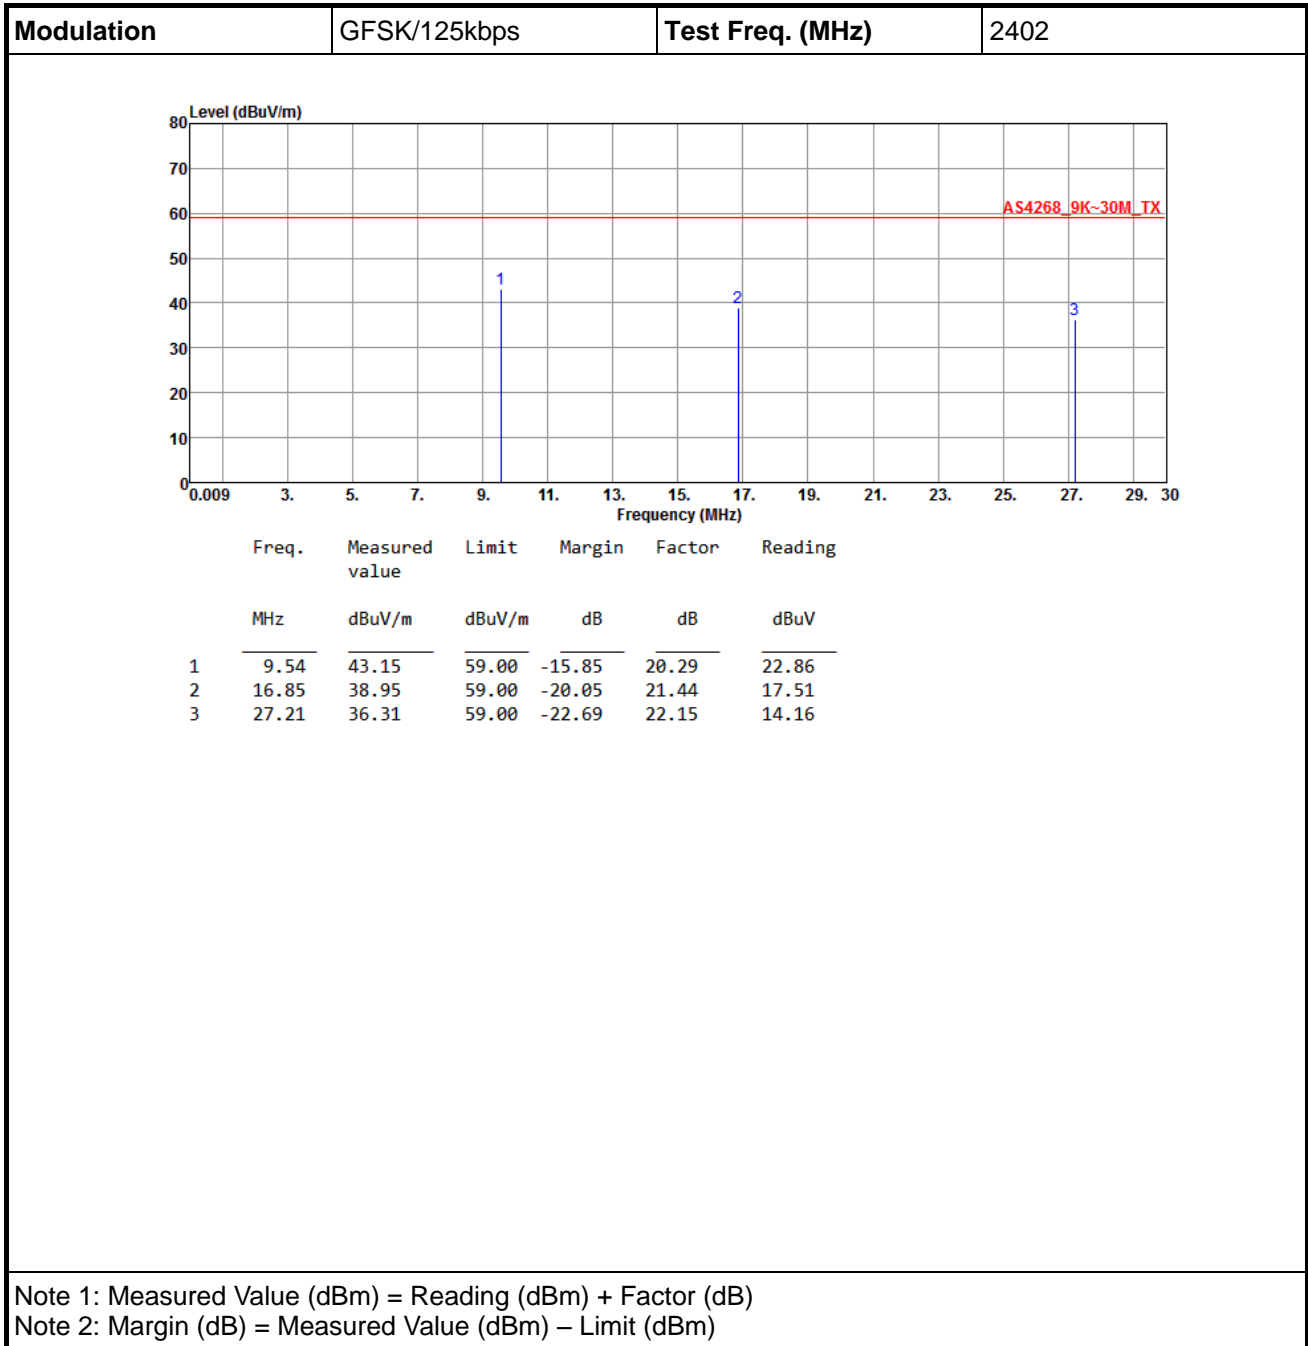 Modulation GFSK/125kbps Test Freq. (MHz) 2402
Level (dBuV/m)
80
70
60
50
40
30
20
10
0
AS4268_9K~30M_TX
1
2
3
0.009 3. 5. 7. 9. 11. 13. 15. 17. 19. 21. 23. 25. 27. 29. 30
Frequency (MHz)
Freq. Measured Limit Margin Factor Reading
value
MHz dBuV/m dBuV/m dB dB dBuV
1 9.54 43.15 59.00 -15.85 20.29 22.86
2 16.85 38.95 59.00 -20.05 21.44 17.51
3 27.21 36.31 59.00 -22.69 22.15 14.16
Note 1: Measured Value (dBm) = Reading (dBm) + Factor (dB)
Note 2: Margin (dB) = Measured Value (dBm) – Limit (dBm)